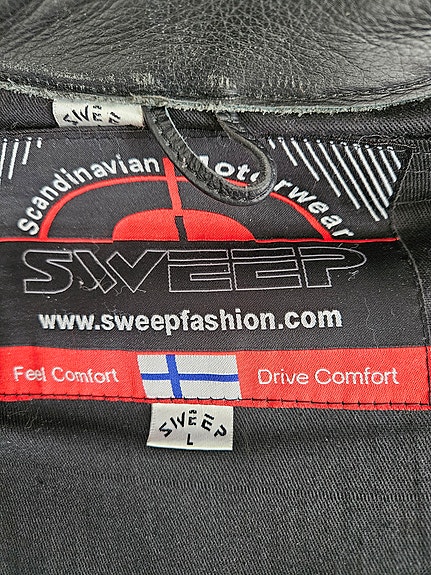 SWEEP
Scandinavian Motorwear
SWEEP
www.sweepfashion.com
Feel Comfort Drive Comfort
SWEEP
L